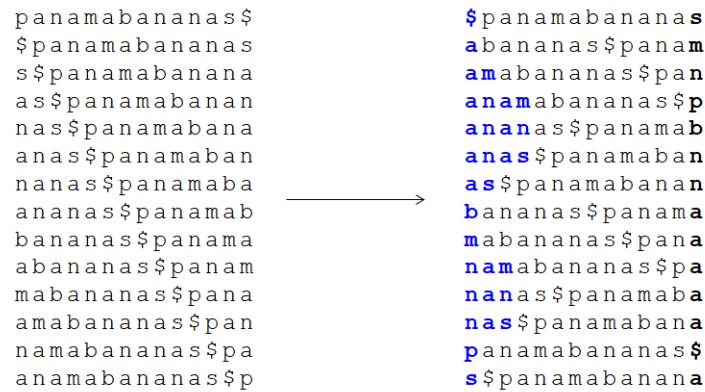 panamabananas$ $panamabananas
$panamabananas abananas$panam
s$panamabanana amabananas$pan
as$panamabanan anamabananas$p
nas$panamabana ananas$panamab
anas$panamaban anas$panamaban
nanas$panamaba as$panamabanan
ananas$panamab bananas$panama
bananas$panama mabananas$pana
abananas$panam namabananas$pa
mabananas$pana nanas$panamaba
amabananas$pan nas$panamabana
namabananas$pa panamabananas$
anamabananas$p s$panamabanana